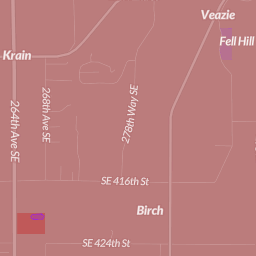 Veazie
Fell Hill
Krain
264th Ave SE
268th Ave SE
278th Way SE
SE 416th St
Birch
SE 424th St